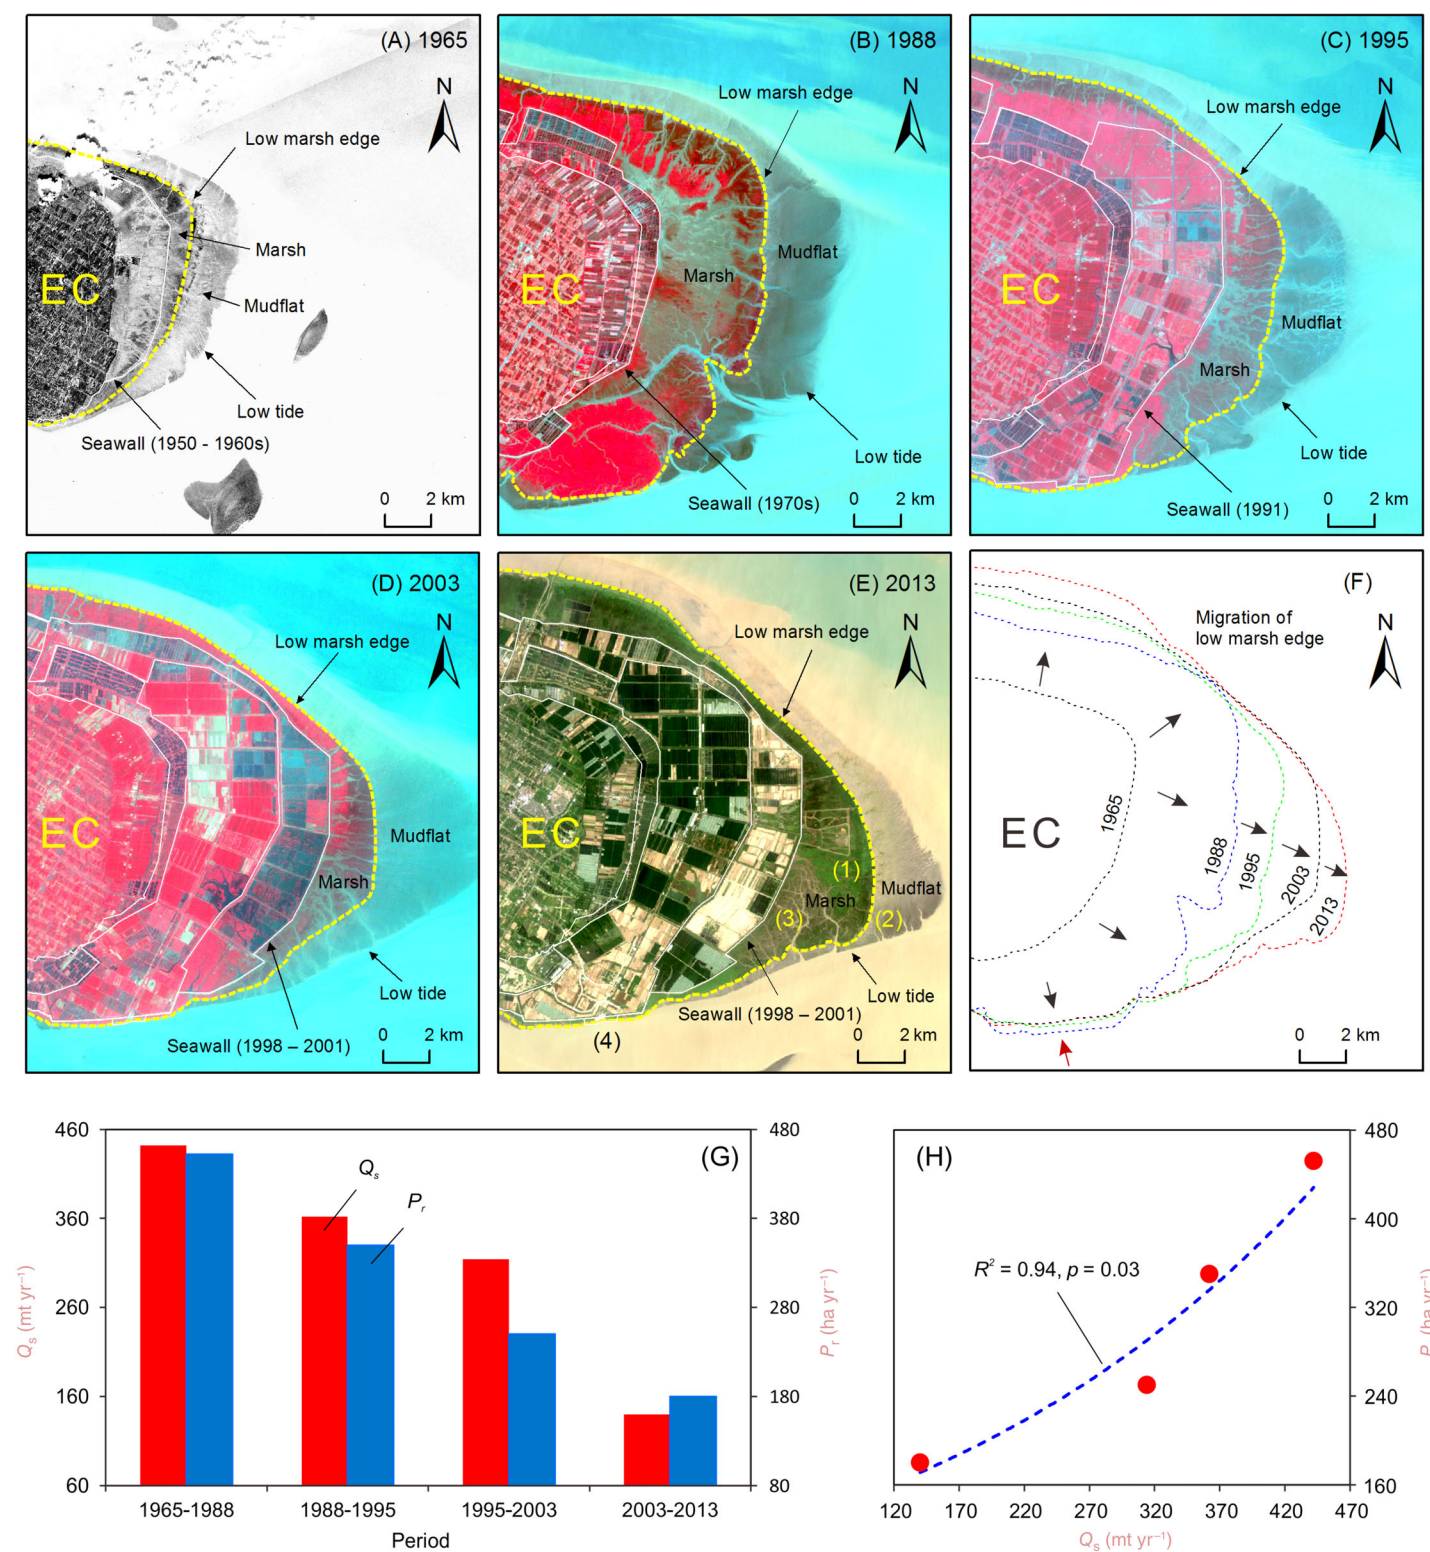 (A) 1965
N
Low marsh edge
Marsh
EC
Mudflat
Low tide
Seawall (1950 - 1960s)
0 2 km
(B) 1988
N
Low marsh edge
Mudflat
Marsh
EC
Low tide
Seawall (1970s)
0 2 km
(C) 1995
N
Low marsh edge
EC
Mudflat
Marsh
Low tide
Seawall (1991)
0 2 km
(D) 2003
N
Low marsh edge
EC
Mudflat
Marsh
Low tide
Seawall (1998 – 2001)
0 2 km
(E) 2013
N
Low marsh edge
EC
(1)
Mudflat
Marsh
(3)
(2)
Low tide
Seawall (1998 – 2001)
(4)
0 2 km
(F)
Migration of
low marsh edge
N
EC
1965
1988
1995
2003
2013
0 2 km
(G)
Qs
Pr
460
360
260
160
60
Qs (mt yr−1)
480
380
280
180
80
Pr (ha yr−1)
1965-1988
1988-1995
1995-2003
2003-2013
Period
(H)
R2 = 0.94, p = 0.03
480
400
320
240
160
(ha yr−1)
120 170 220 270 320 370 420 470
Qs (mt yr−1)